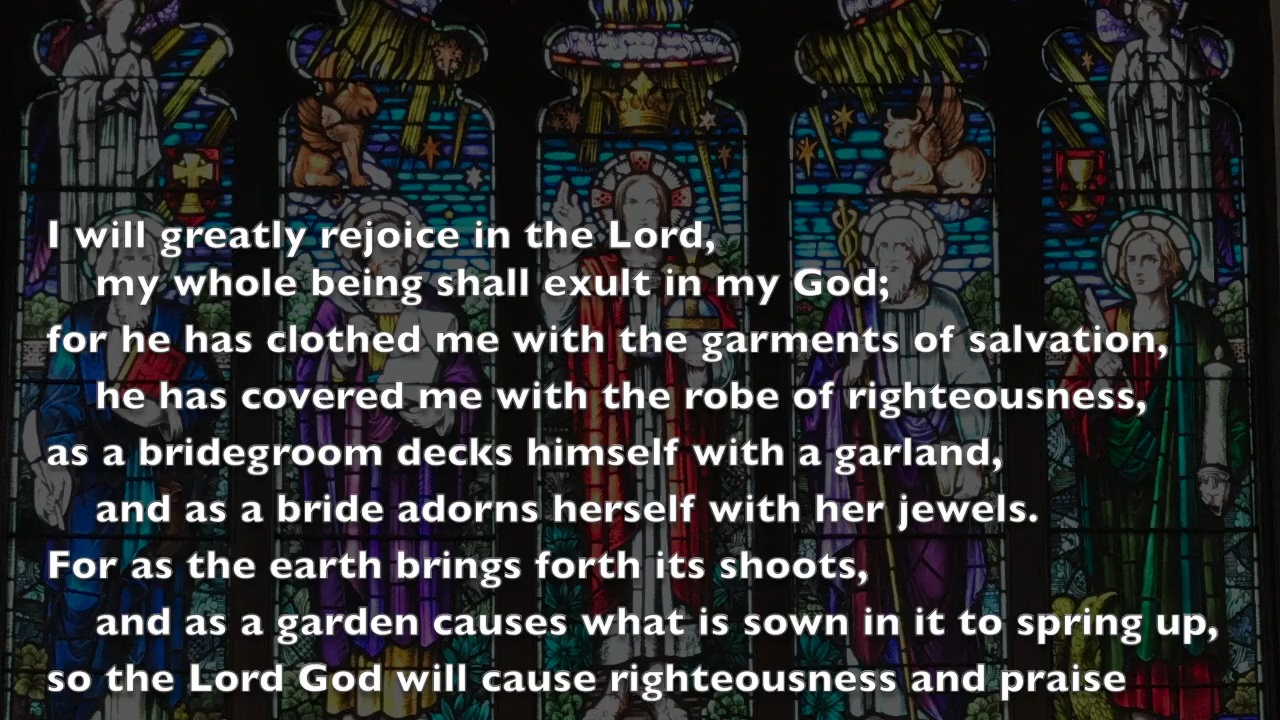 I will greatly rejoice in the Lord,
my whole being shall exult in my God;
for he has clothed me with the garments of salvation,
he has covered me with the robe of righteousness,
as a bridegroom decks himself with a garland,
and as a bride adorns herself with her jewels.
For as the earth brings forth its shoots,
and as a garden causes what is sown in it to spring up,
so the Lord God will cause righteousness and praise